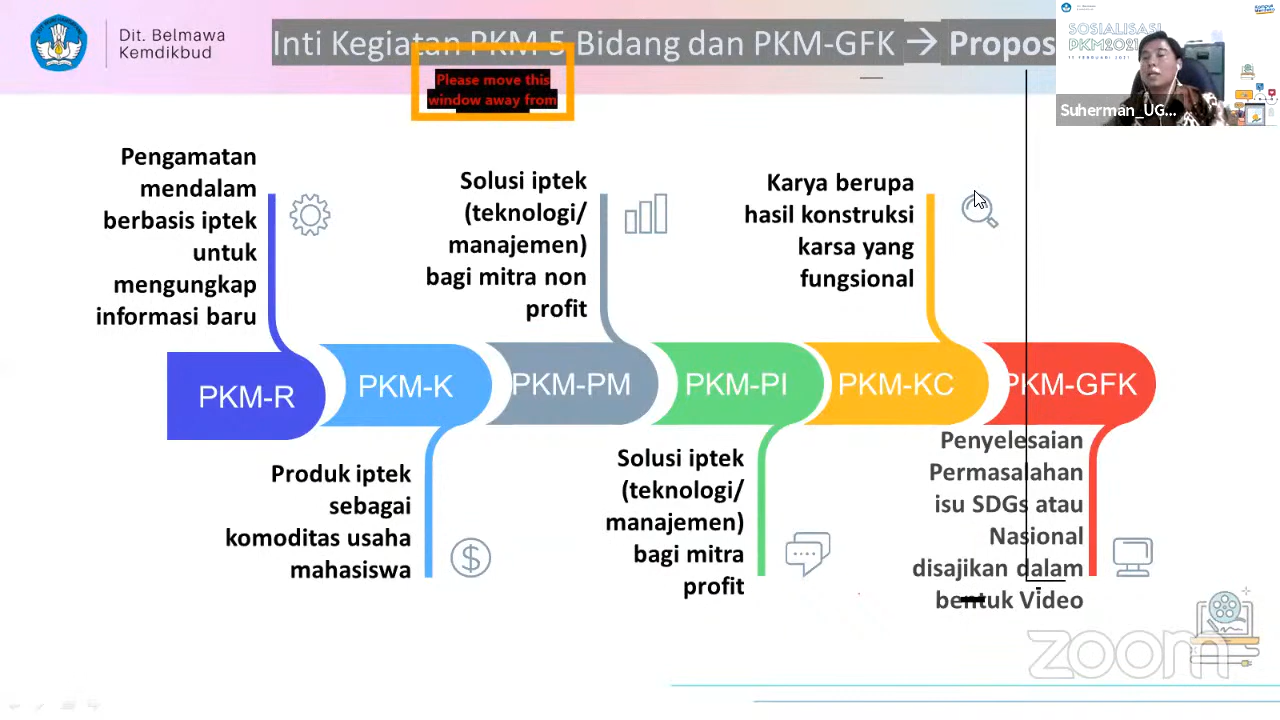 Dit. Belmawa
Kemdikbud
Inti Kegiatan PKM 5 Bidang dan PKM-GFK → Propos
Please move this
window away from
SOSIALISASI
PKM2021
Suherman_UG...
Pengamatan
mendalam
berbasis iptek
untuk
mengungkap
informasi baru
Solusi iptek
(teknologi/
manajemen)
bagi mitra non
profit
Karya berupa
hasil konstruksi
karsa yang
fungsional
PKM-R
PKM-K
PKM-PM
PKM-PI
PKM-KC
PKM-GFK
Produk iptek
sebagai
komoditas usaha
mahasiswa
Solusi iptek
(teknologi/
manajemen)
bagi mitra
profit
Penyelesaian
Permasalahan
isu SDGs atau
Nasional
disajikan dalam
bentuk Video
zoom